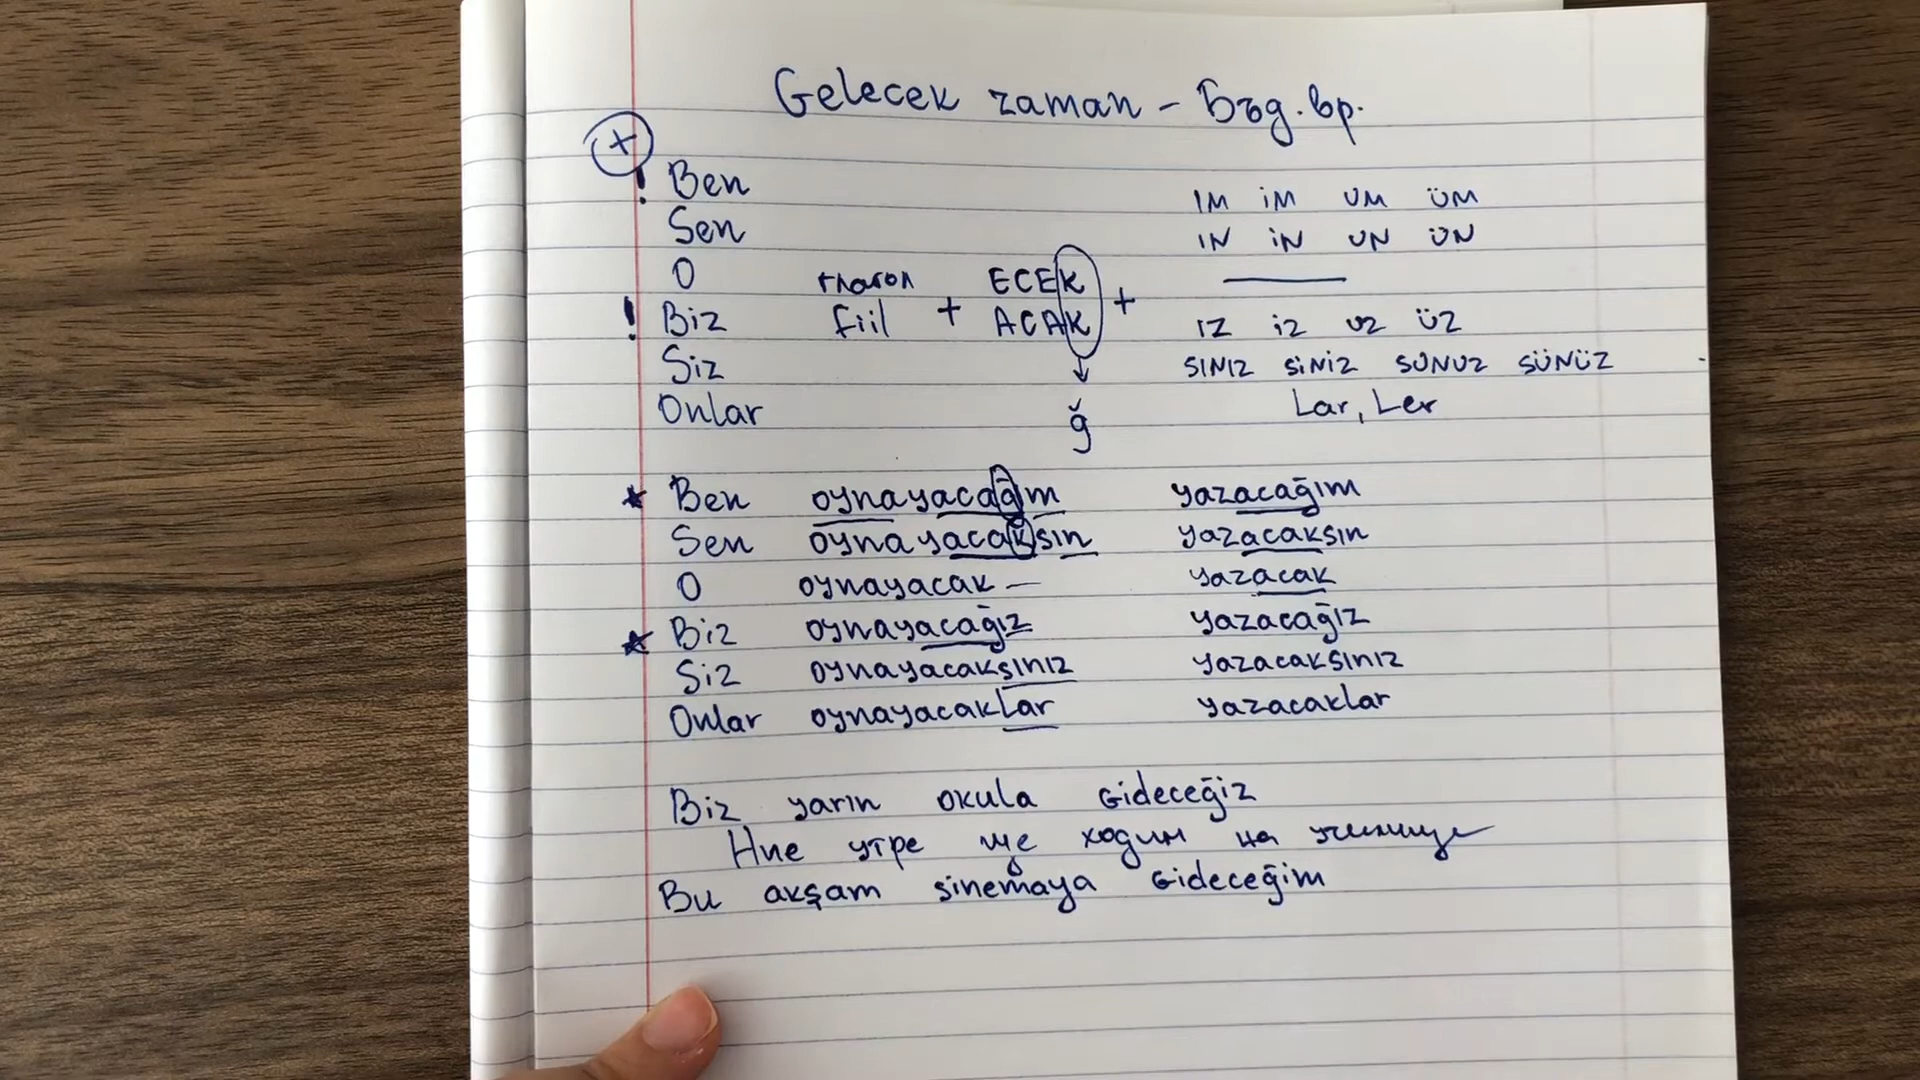 Gelecek zaman - Бъд. вр.
+
! Ben IM İM UM ÜM
Sen IN İN UN ÜN
O глагол ECEK ———
! Biz fiil + ACAK + IZ İZ UZ ÜZ
Siz ↓ SINIZ SİNİZ SUNUZ SÜNÜZ
Onlar ğ Lar, Ler
* Ben oynayacağım yazacağım
Sen oynayacaksın yazacaksın
O oynayacak — yazacak
* Biz oynayacağız yazacağız
Siz oynayacaksınız yazacaksınız
Onlar oynayacaklar yazacaklar
Biz yarın okula Gideceğiz
Ние утре ще ходим на училище
Bu akşam sinemaya Gideceğim